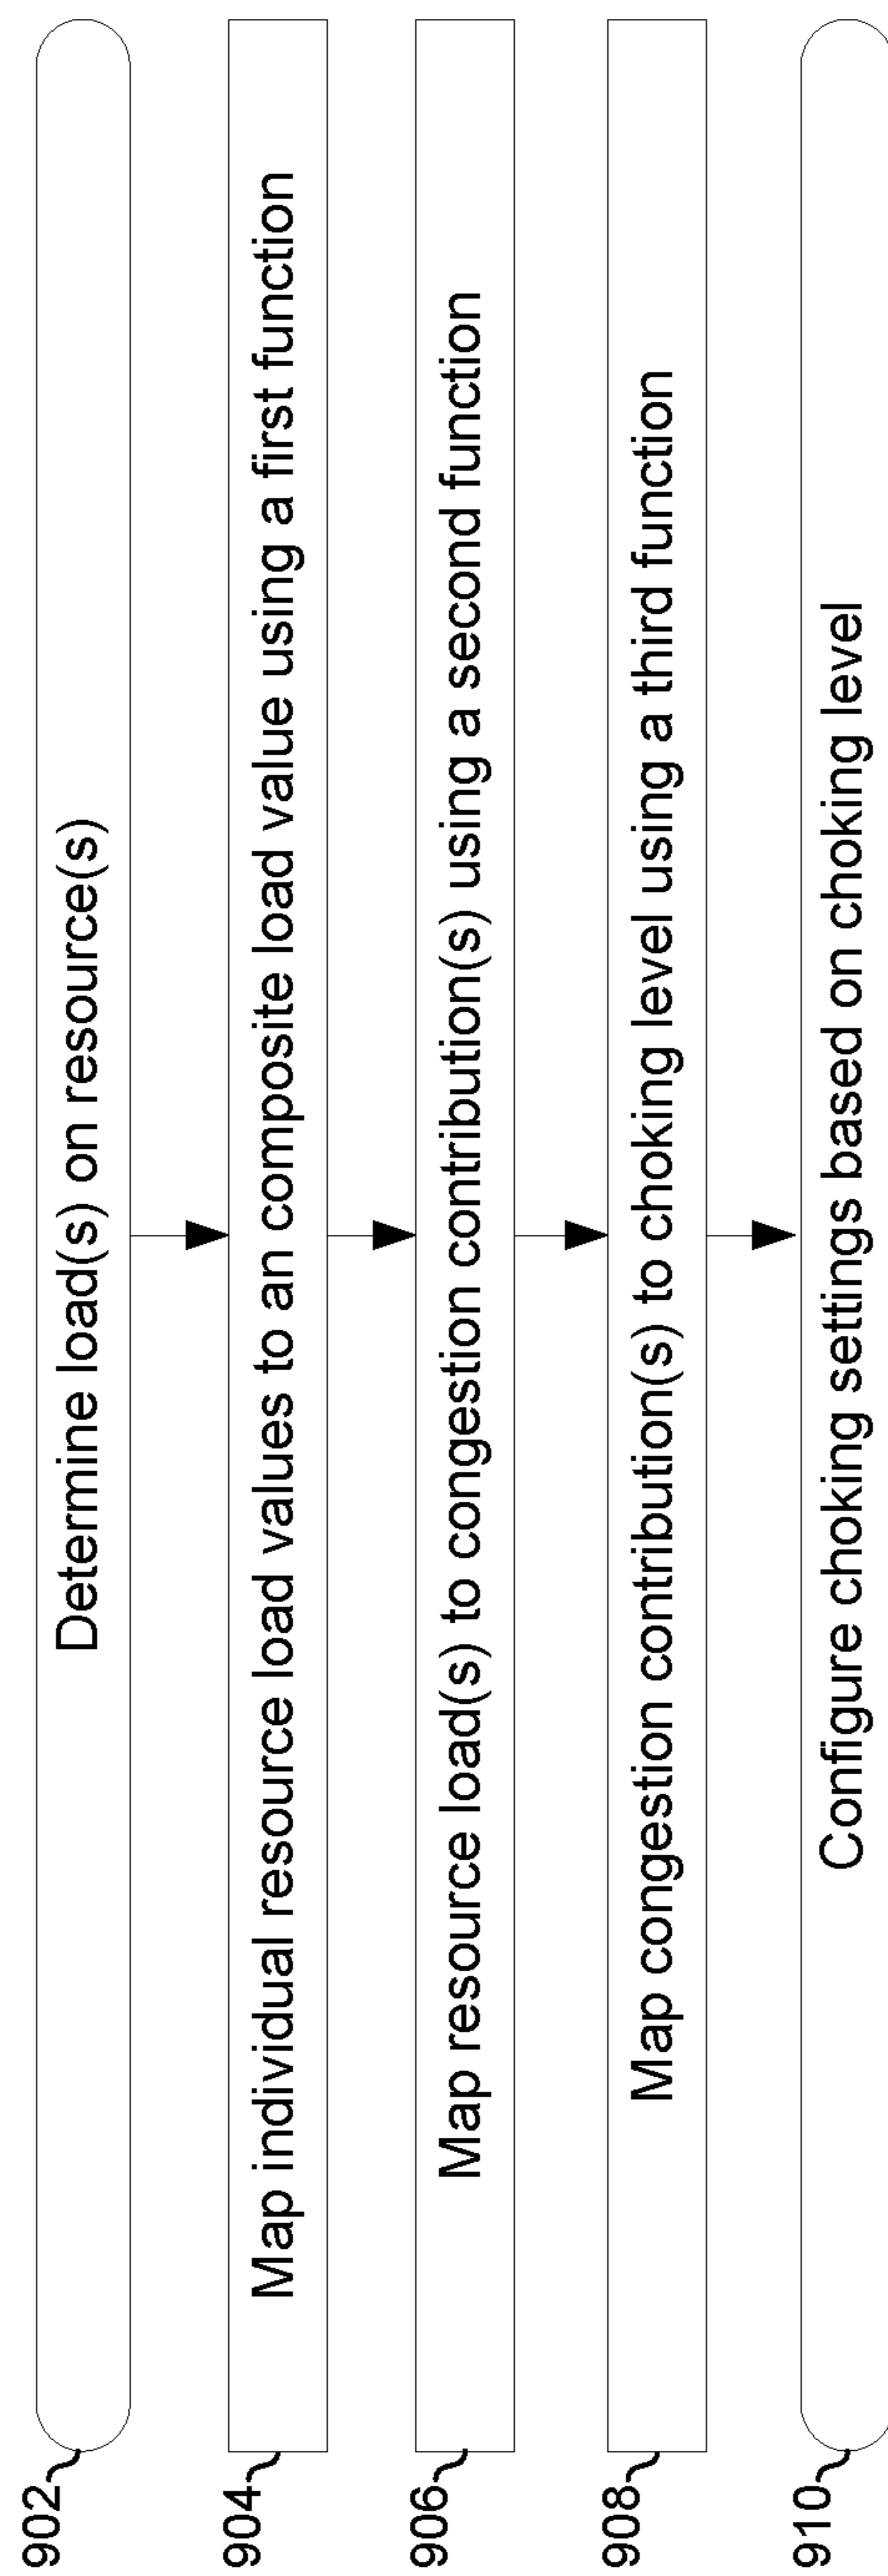 902
Determine load(s) on resource(s)
904
Map individual resource load values to an composite load value using a first function
906
Map resource load(s) to congestion contribution(s) using a second function
908
Map congestion contribution(s) to choking level using a third function
910
Configure choking settings based on choking level